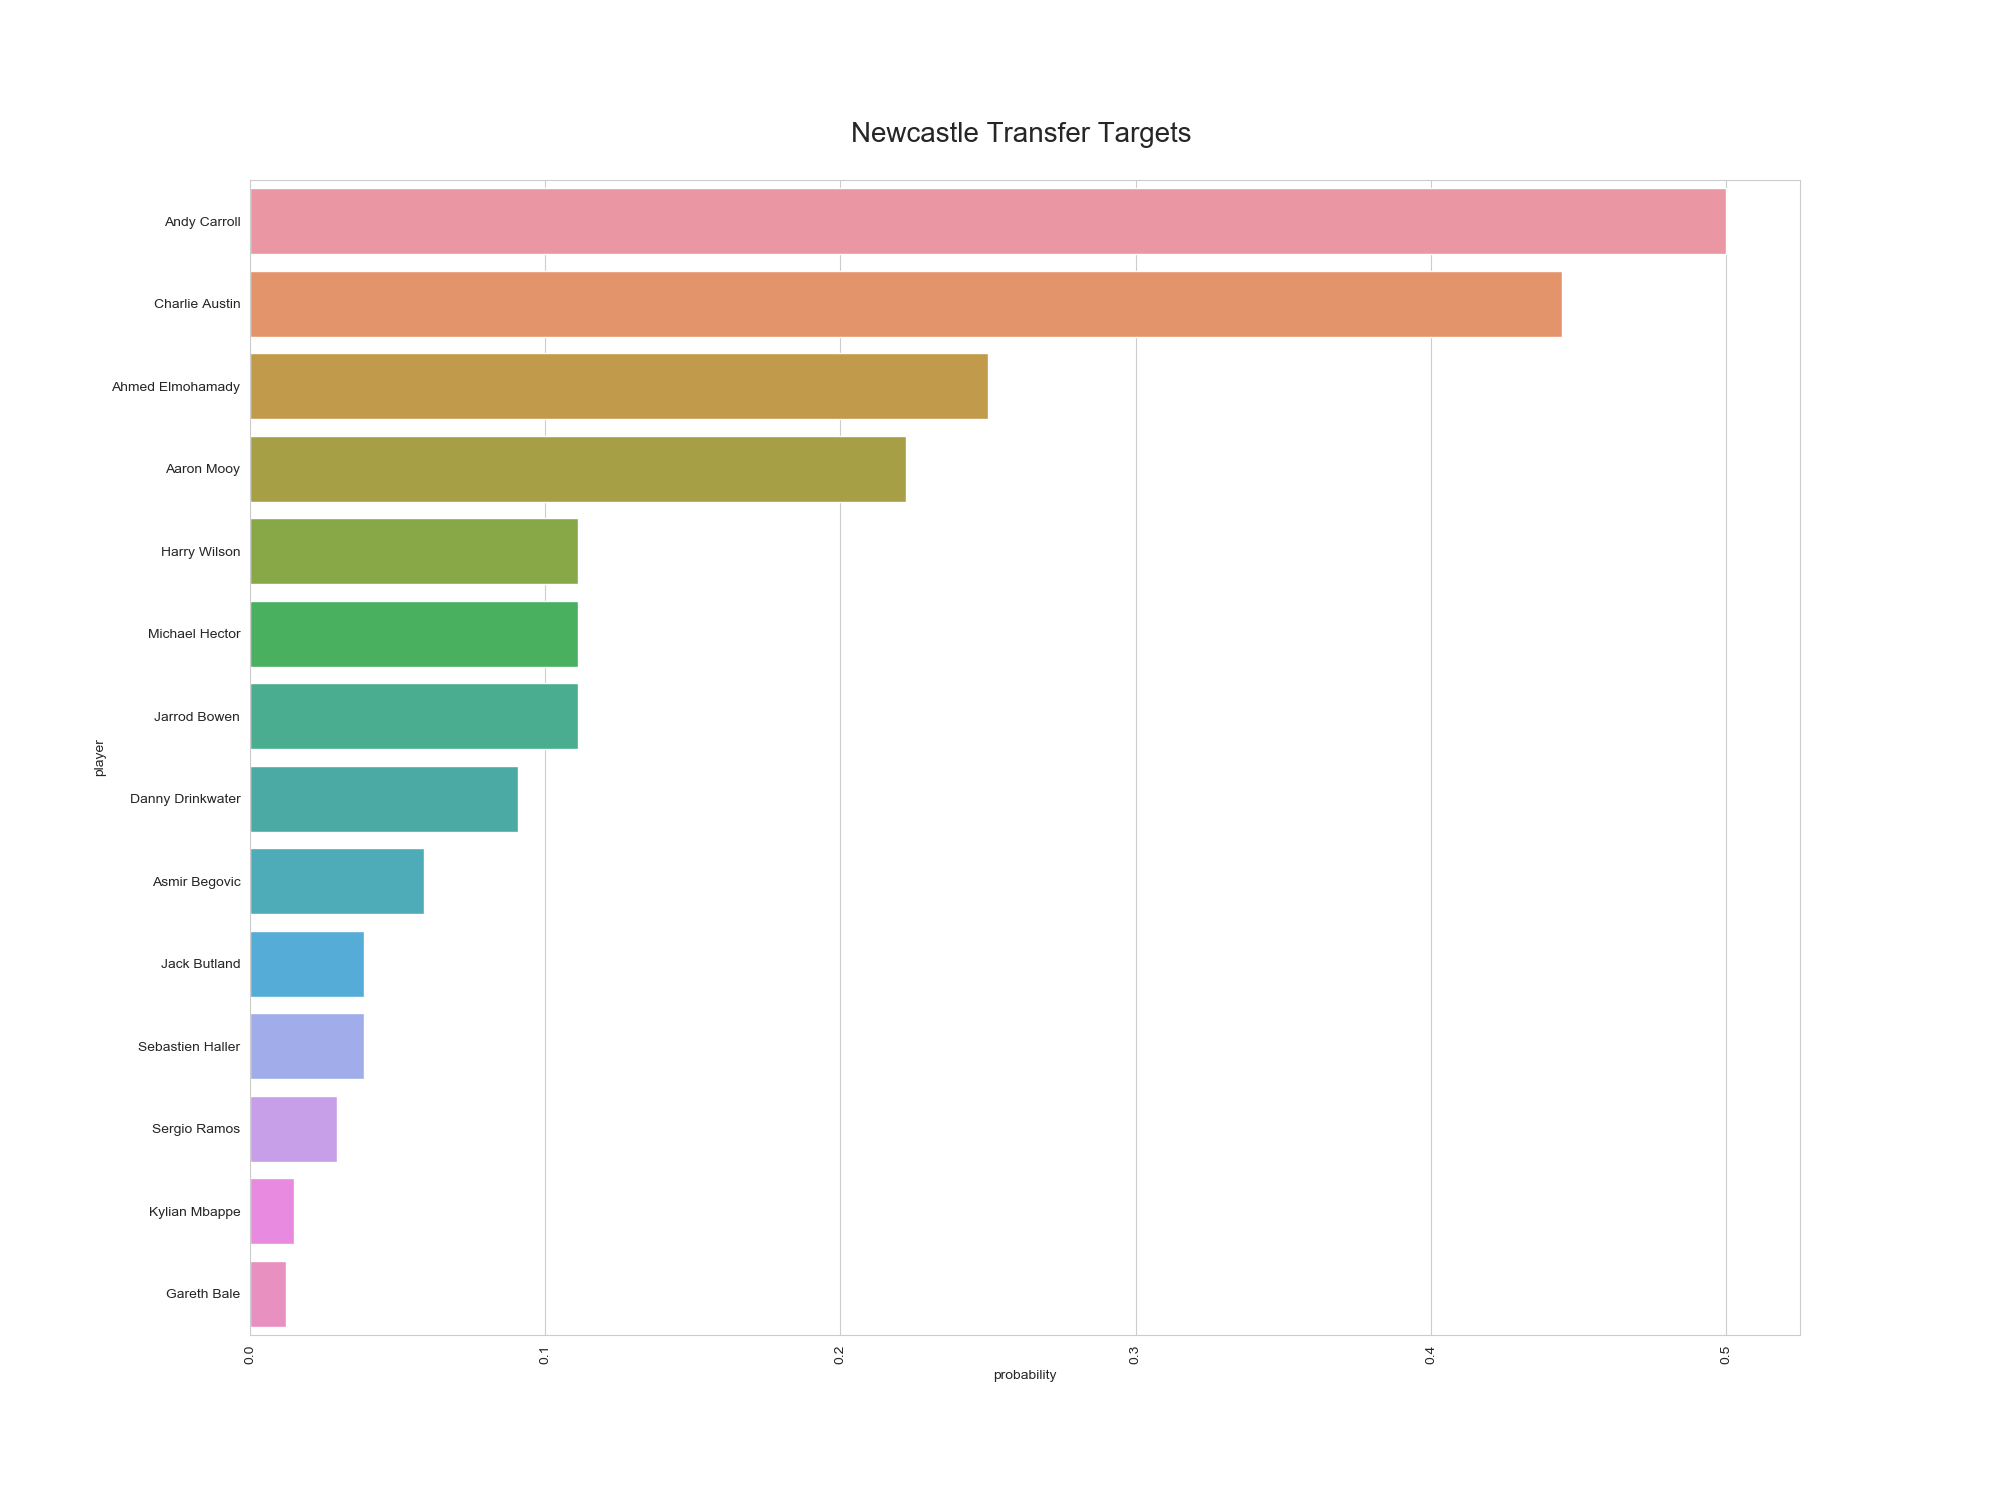 Newcastle Transfer Targets
Andy Carroll
Charlie Austin
Ahmed Elmohamady
Aaron Mooy
Harry Wilson
Michael Hector
Jarrod Bowen
Danny Drinkwater
Asmir Begovic
Jack Butland
Sebastien Haller
Sergio Ramos
Kylian Mbappe
Gareth Bale
player
0.0 0.1 0.2 0.3 0.4 0.5
probability